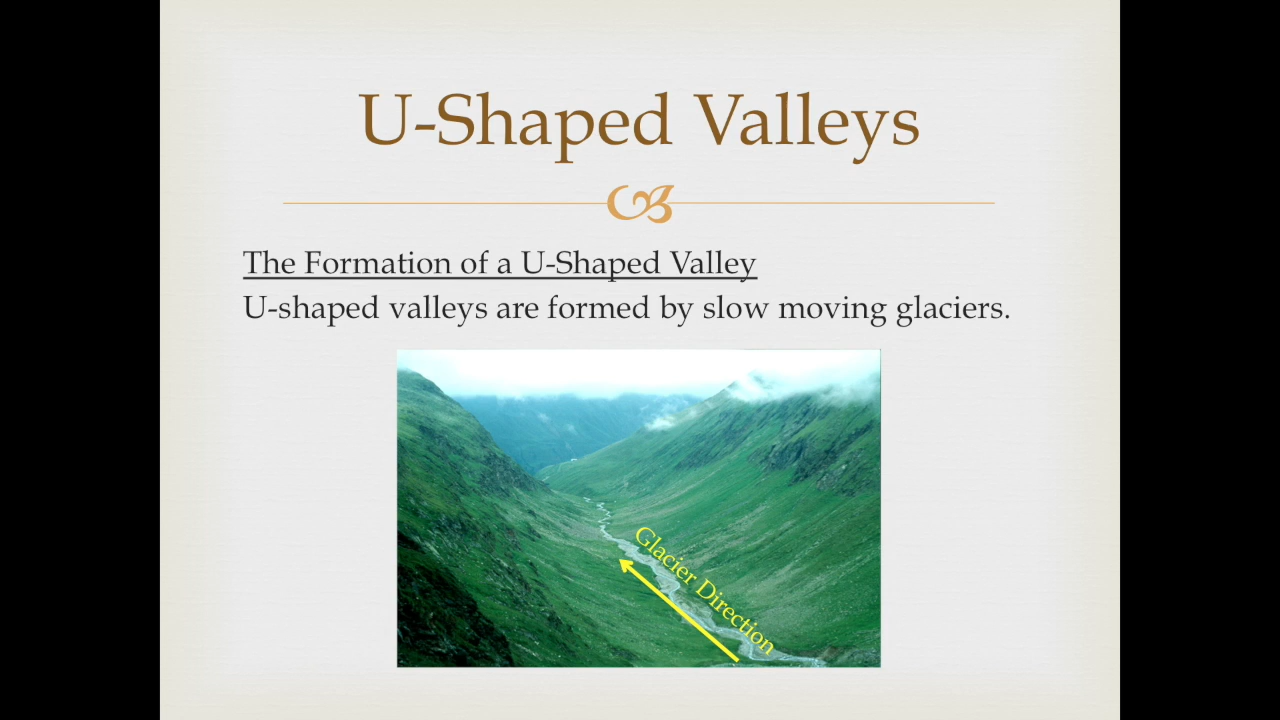 U-Shaped Valleys
The Formation of a U-Shaped Valley
U-shaped valleys are formed by slow moving glaciers.
Glacier Direction